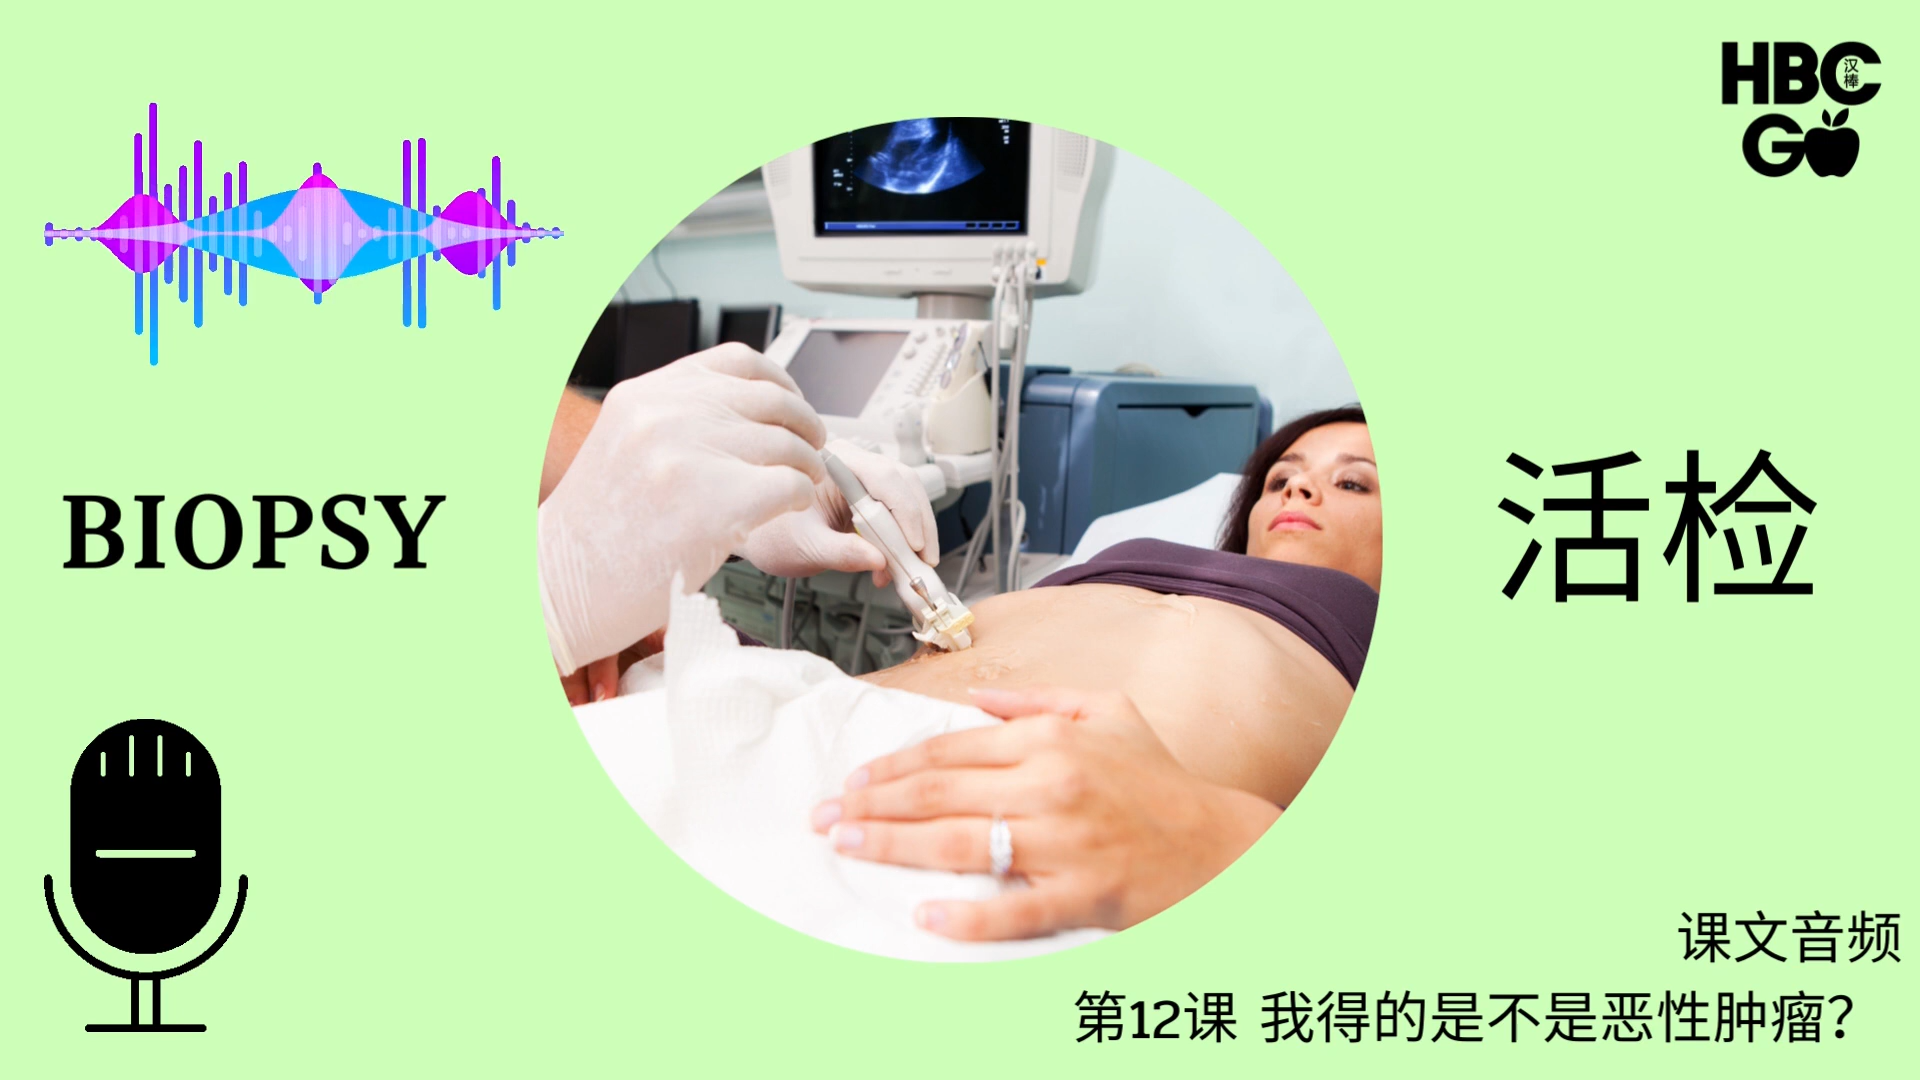 HBC
汉棒
GO
BIOPSY
活检
课文音频
第12课 我得的是不是恶性肿瘤？